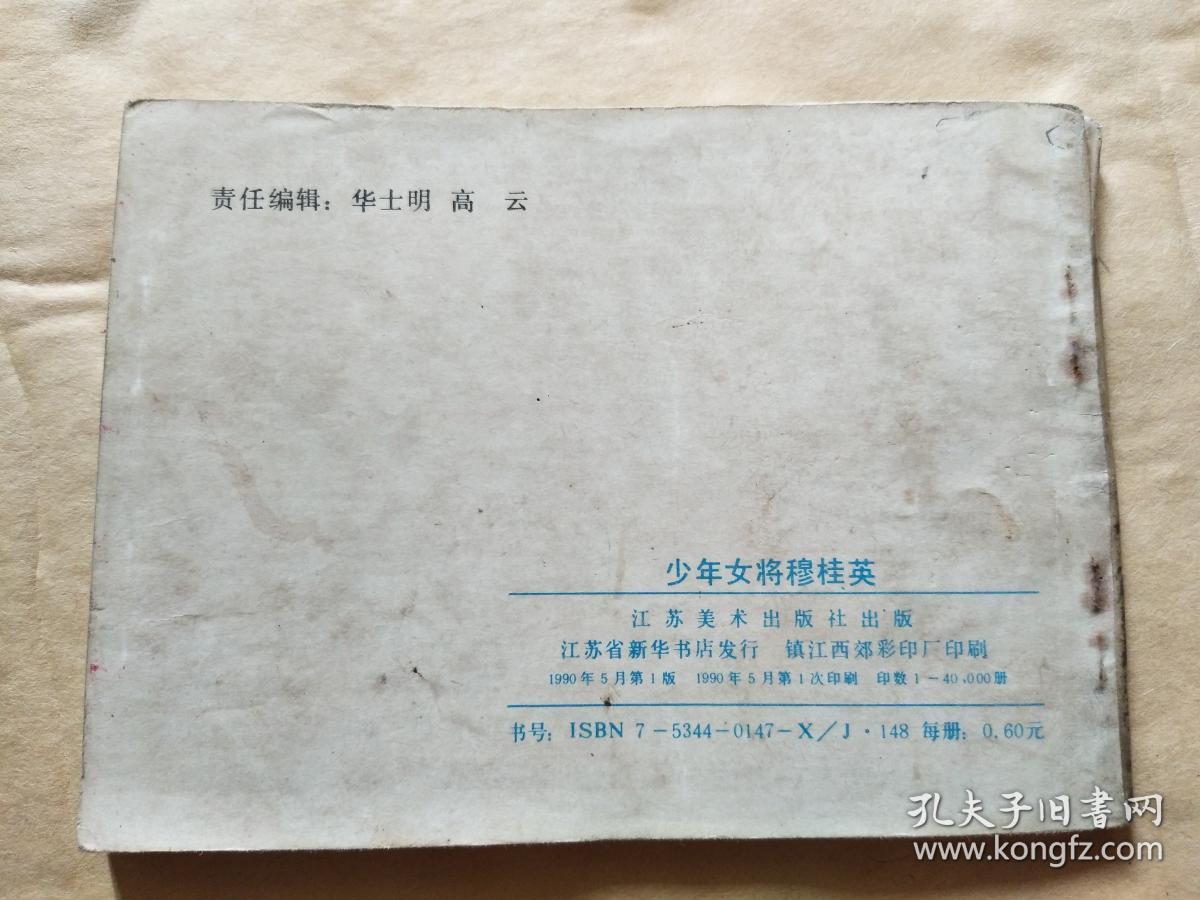 责任编辑：华士明 高 云
少年女将穆桂英
江苏美术出版社出版
江苏省新华书店发行 镇江西郊彩印厂印刷
1990年5月第1版 1990年5月第1次印刷 印数1－40,000册
书号：ISBN 7－5344－0147－X／J·148 每册：0.60元
孔夫子旧書网
www.kongfz.com